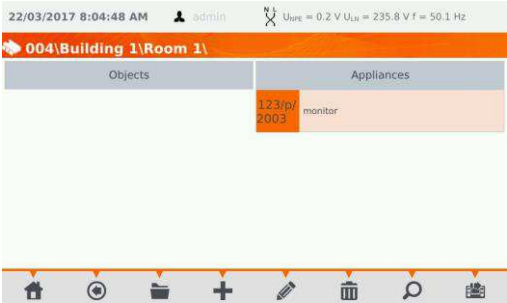 22/03/2017 8:04:48 AM admin N L UNPE = 0.2 V ULN = 235.8 V f = 50.1 Hz
004\Building 1\Room 1\
Objects Appliances
123/p/ monitor
2003